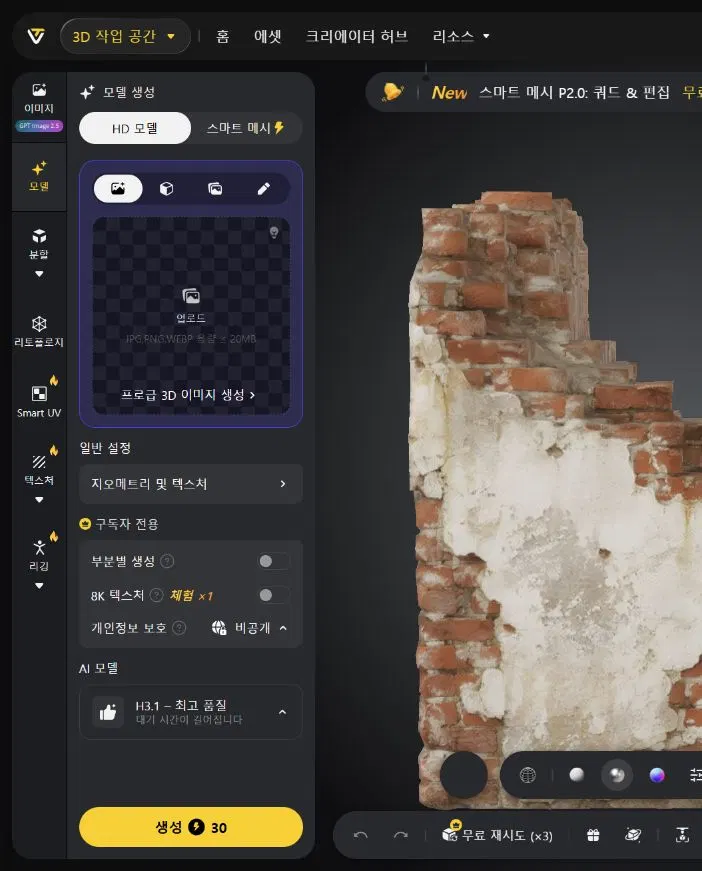 3D 작업 공간
홈
에셋
크리에이터 허브
리소스
이미지
GPT Image 2.5
모델
분할
리토폴로지
Smart UV
텍스처
리깅
모델 생성
HD 모델
스마트 메시
업로드
JPG,PNG,WEBP 용량 ≤ 20MB
프로급 3D 이미지 생성
일반 설정
지오메트리 및 텍스처
구독자 전용
부분별 생성
8K 텍스처 체험 ×1
개인정보 보호 비공개
AI 모델
H3.1 – 최고 품질
대기 시간이 길어집니다
생성 30
New 스마트 메시 P2.0: 쿼드 & 편집 무료
무료 재시도 (×3)